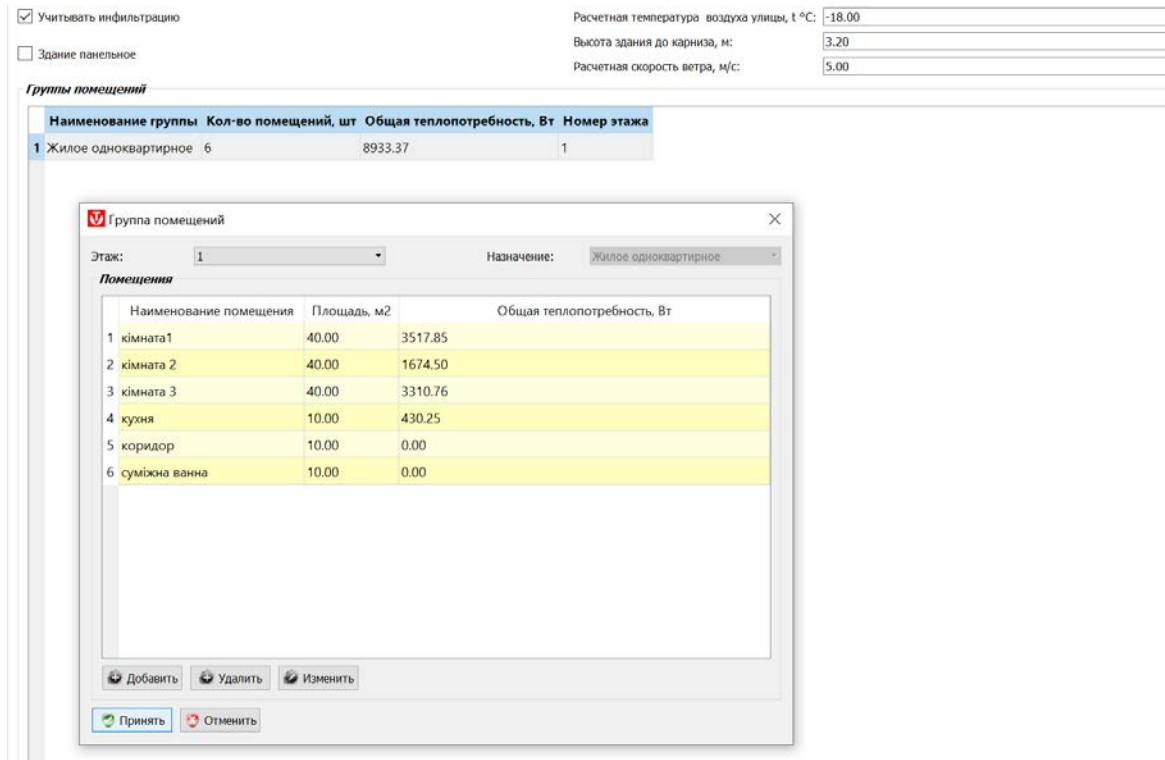 Учитывать инфильтрацию
Расчетная температура воздуха улицы, t °C: -18.00
Высота здания до карниза, м: 3.20
Здание панельное
Расчетная скорость ветра, м/с: 5.00
Группы помещений
Наименование группы Кол-во помещений, шт Общая теплопотребность, Вт Номер этажа
1 Жилое одноквартирное 6 8933.37 1
Группа помещений
Этаж: 1 Назначение: Жилое одноквартирное
Помещения
Наименование помещения Площадь, м2 Общая теплопотребность, Вт
1 кімната1 40.00 3517.85
2 кімната 2 40.00 1674.50
3 кімната 3 40.00 3310.76
4 кухня 10.00 430.25
5 коридор 10.00 0.00
6 суміжна ванна 10.00 0.00
Добавить Удалить Изменить
Принять Отменить